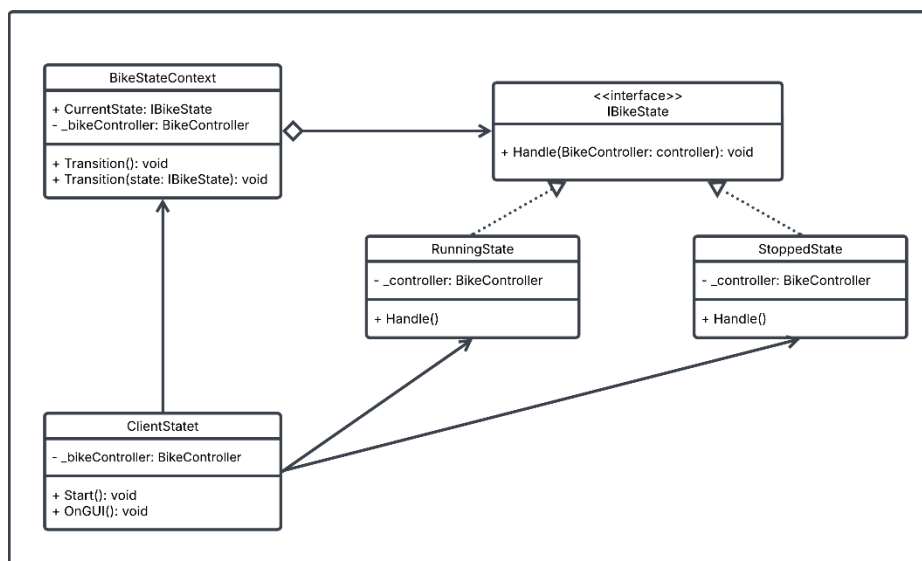 BikeStateContext
+ CurrentState: IBikeState
- _bikeController: BikeController
+ Transition(): void
+ Transition(state: IBikeState): void
<<interface>>
IBikeState
+ Handle(BikeController: controller): void
RunningState
- _controller: BikeController
+ Handle()
StoppedState
- _controller: BikeController
+ Handle()
ClientStatet
- _bikeController: BikeController
+ Start(): void
+ OnGUI(): void